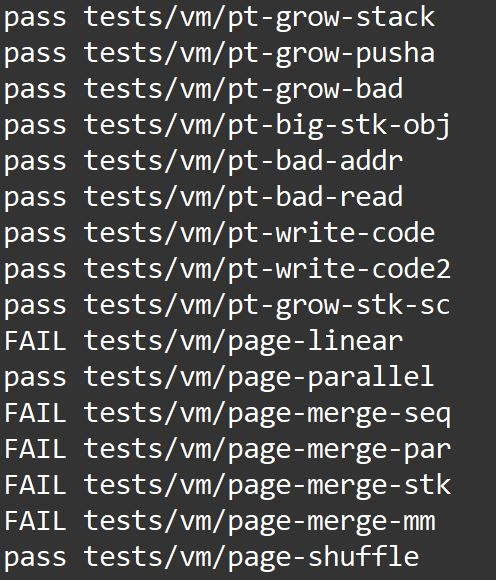 pass tests/vm/pt-grow-stack
pass tests/vm/pt-grow-pusha
pass tests/vm/pt-grow-bad
pass tests/vm/pt-big-stk-obj
pass tests/vm/pt-bad-addr
pass tests/vm/pt-bad-read
pass tests/vm/pt-write-code
pass tests/vm/pt-write-code2
pass tests/vm/pt-grow-stk-sc
FAIL tests/vm/page-linear
pass tests/vm/page-parallel
FAIL tests/vm/page-merge-seq
FAIL tests/vm/page-merge-par
FAIL tests/vm/page-merge-stk
FAIL tests/vm/page-merge-mm
pass tests/vm/page-shuffle